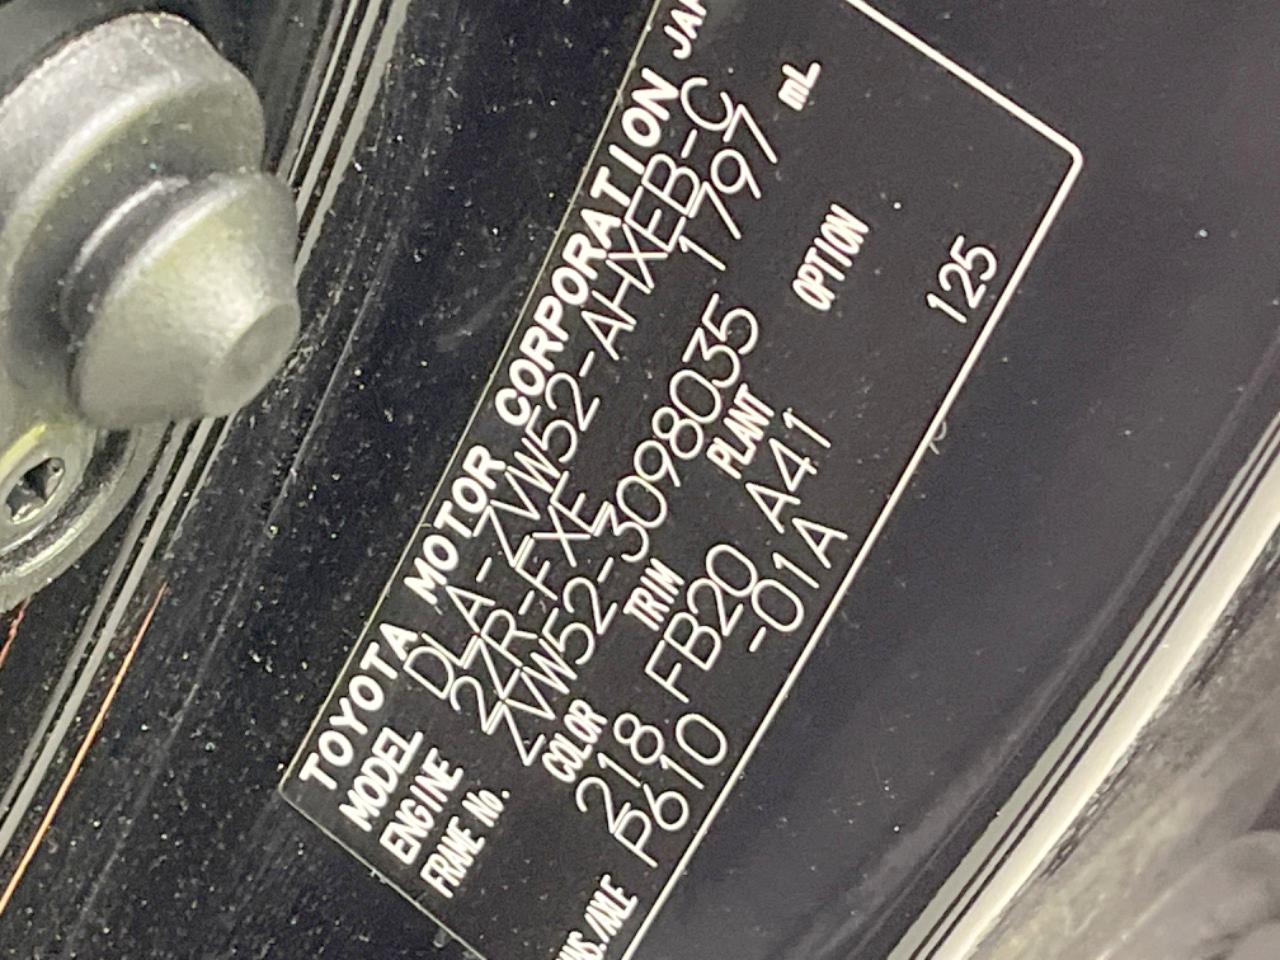 TOYOTA MOTOR CORPORATION
MODEL DLA-ZVW52-AHXEB-C
ENGINE 2ZR-FXE 1797 mL
FRAME No. ZVW52-3098035
COLOR TRIM PLANT OPTION
218 FB20 A41 125
P610 -01A